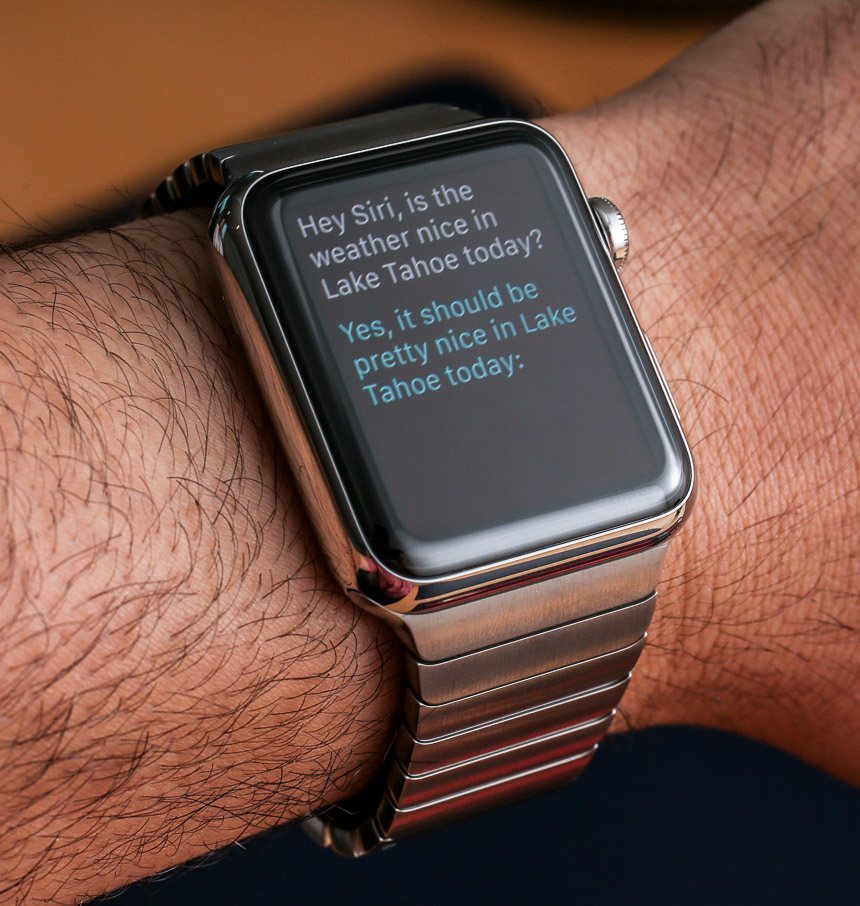 Hey Siri, is the
weather nice in
Lake Tahoe today?
Yes, it should be
pretty nice in Lake
Tahoe today: